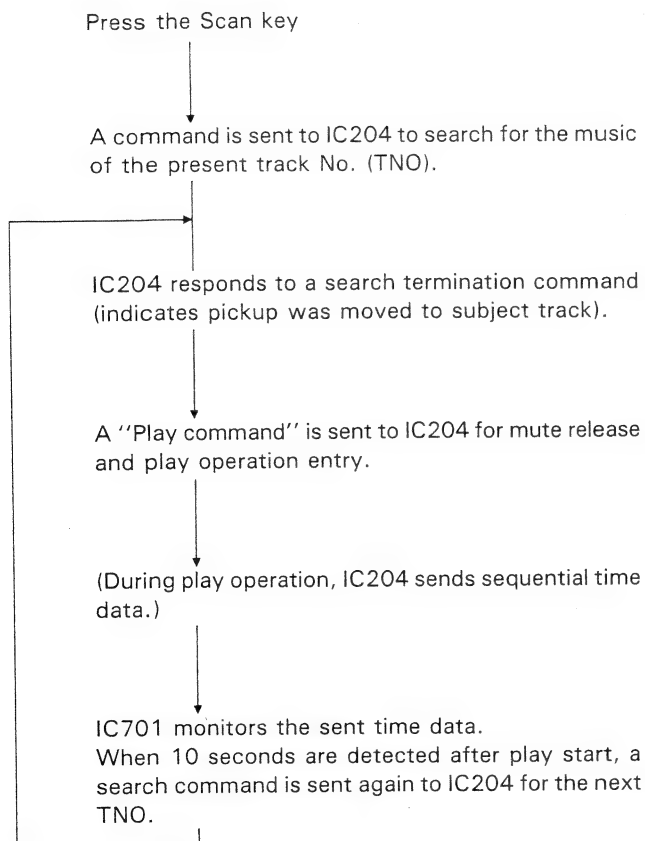 Press the Scan key
A command is sent to IC204 to search for the music
of the present track No. (TNO).
IC204 responds to a search termination command
(indicates pickup was moved to subject track).
A ''Play command'' is sent to IC204 for mute release
and play operation entry.
(During play operation, IC204 sends sequential time
data.)
IC701 monitors the sent time data.
When 10 seconds are detected after play start, a
search command is sent again to IC204 for the next
TNO.